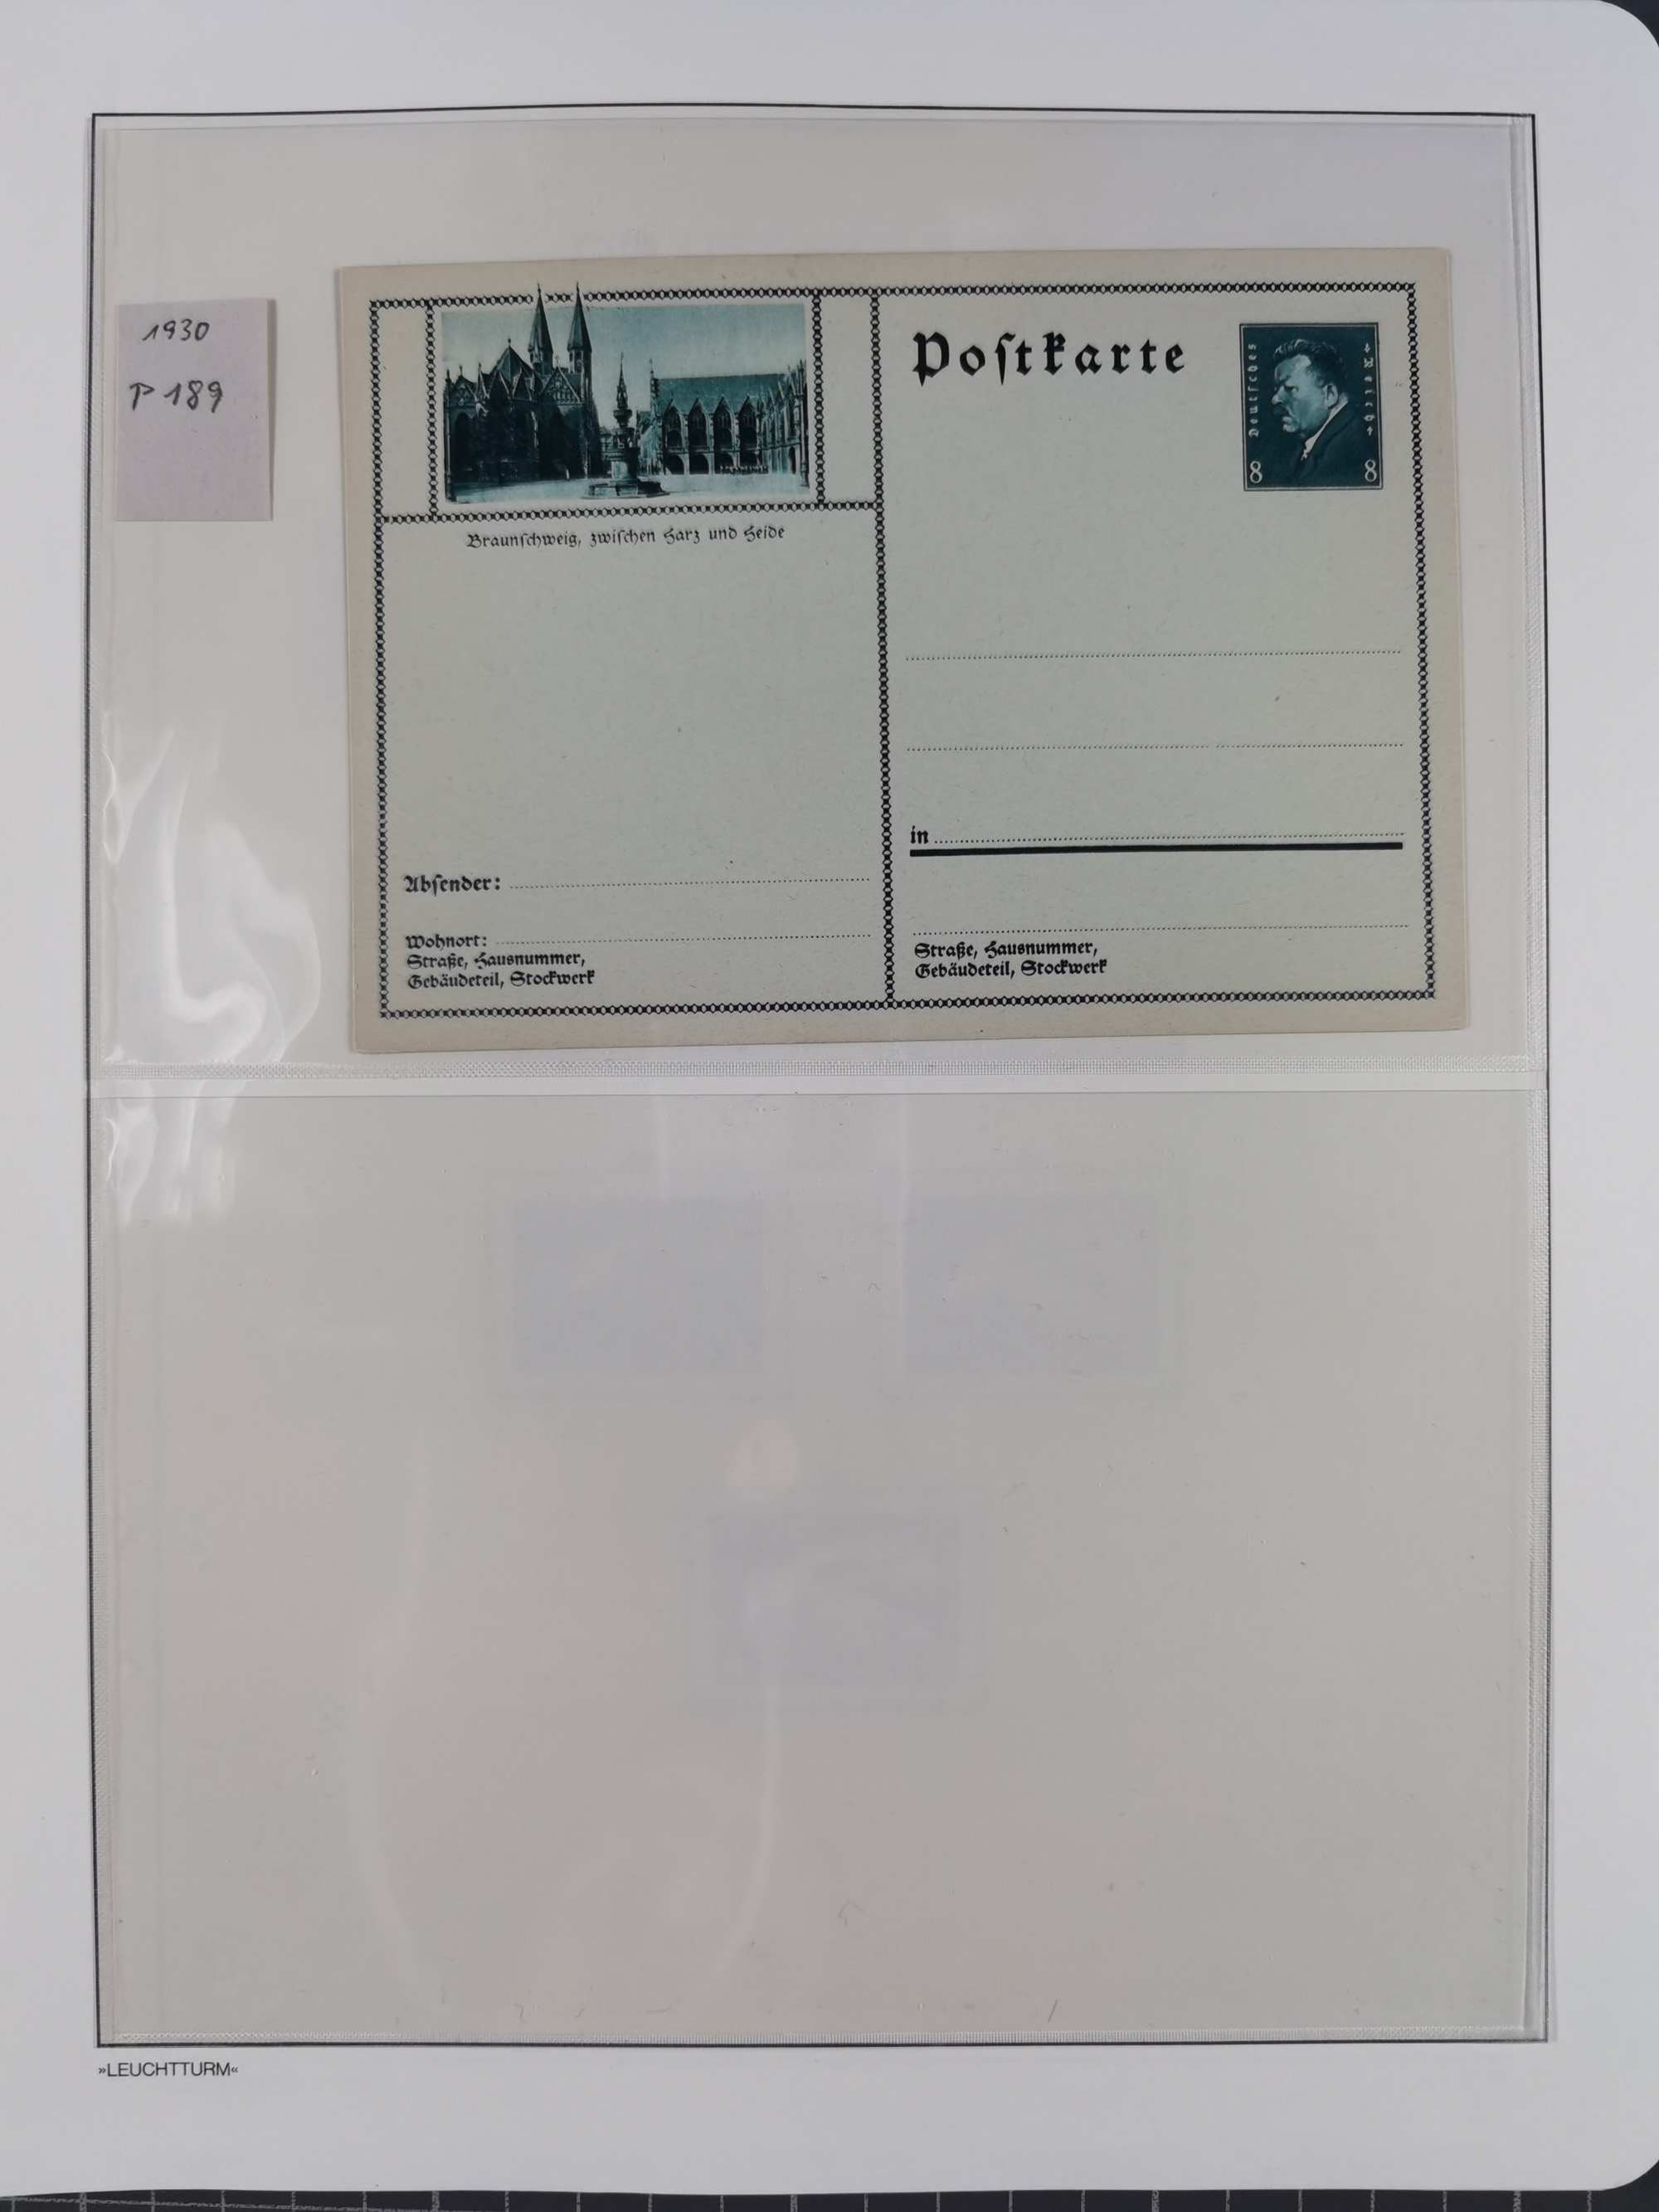 1930
P 189
Postkarte
Deutsches
Reich
8 8
Braunschweig, zwischen Harz und Heide
in
Absender:
Wohnort:
Straße, Hausnummer,
Gebäudeteil, Stockwerk
Straße, Hausnummer,
Gebäudeteil, Stockwerk
»LEUCHTTURM«